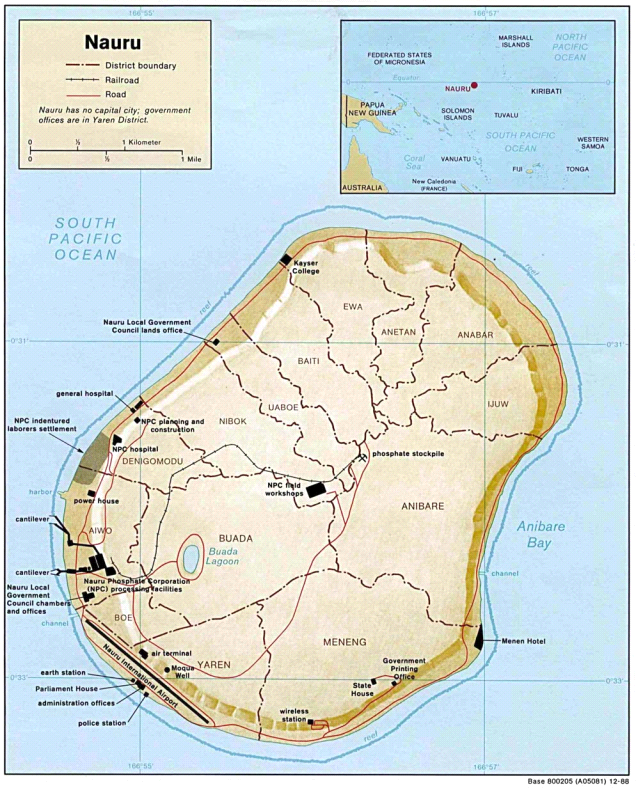 166°55'
166°57'
Nauru
District boundary
Railroad
Road
Nauru has no capital city; government
offices are in Yaren District.
0 ½ 1 Kilometer
0 ½ 1 Mile
FEDERATED STATES
OF MICRONESIA
MARSHALL
ISLANDS
NORTH
PACIFIC
OCEAN
Equator
NAURU
KIRIBATI
PAPUA
NEW GUINEA
SOLOMON
ISLANDS
TUVALU
SOUTH PACIFIC
OCEAN
WESTERN
SAMOA
Coral
Sea
VANUATU
FIJI
TONGA
New Caledonia
(FRANCE)
AUSTRALIA
SOUTH
PACIFIC
OCEAN
reef
Kayser
College
reef
EWA
ANETAN
ANABAR
Nauru Local Government
Council lands office
0°31'
0°31'
BAITI
general hospital
UABOE
IJUW
NPC indentured
laborers settlement
NPC planning and
construction
NIBOK
NPC hospital
DENIGOMODU
phosphate stockpile
NPC field
workshops
harbor
power house
ANIBARE
cantilever
AIWO
BUADA
Buada
Lagoon
Anibare
Bay
cantilever
Nauru Phosphate Corporation
(NPC) processing facilities
channel
Nauru Local
Government
Council chambers
and offices
channel
BOE
MENENG
Menen Hotel
air terminal
Nauru International Airport
Moqua
Well
YAREN
Government
Printing
Office
State
House
earth station
0°33'
0°33'
Parliament House
administration offices
police station
wireless
station
reef
166°55'
166°57'
Base 800205 (A05081) 12-88